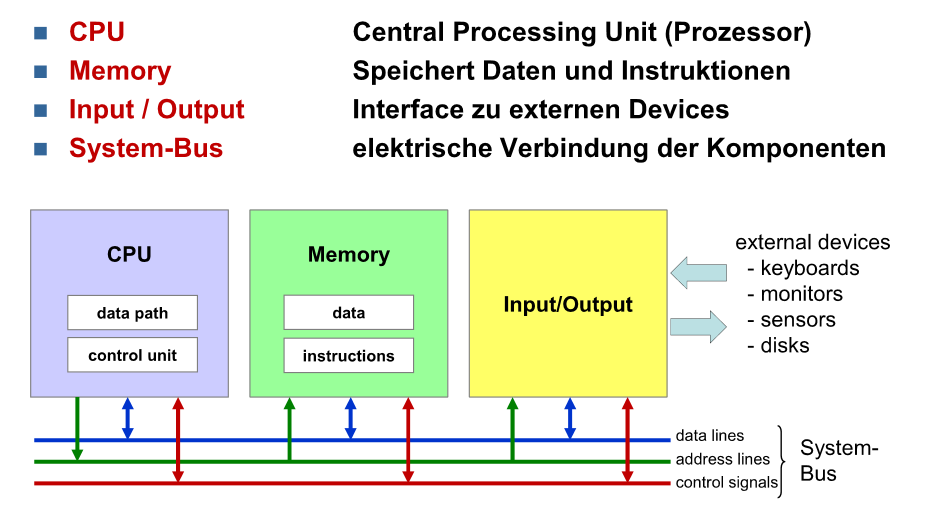 CPU Central Processing Unit (Prozessor)
Memory Speichert Daten und Instruktionen
Input / Output Interface zu externen Devices
System-Bus elektrische Verbindung der Komponenten
CPU
data path
control unit
Memory
data
instructions
Input/Output
external devices
- keyboards
- monitors
- sensors
- disks
data lines
address lines
control signals
System-
Bus